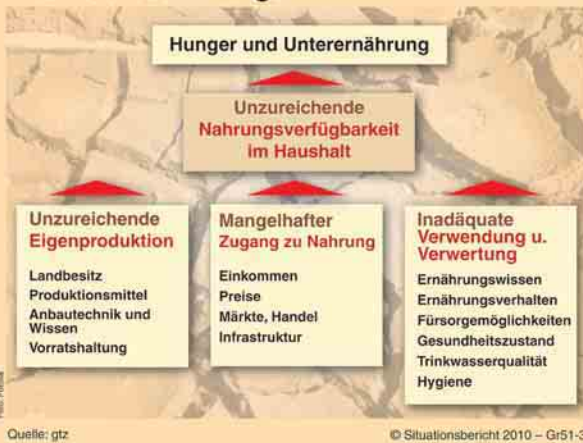 Hunger und Unterernährung
Unzureichende
Nahrungsverfügbarkeit
im Haushalt
Unzureichende
Eigenproduktion
Landbesitz
Produktionsmittel
Anbautechnik und
Wissen
Vorratshaltung
Mangelhafter
Zugang zu Nahrung
Einkommen
Preise
Märkte, Handel
Infrastruktur
Inadäquate
Verwendung u.
Verwertung
Ernährungswissen
Ernährungsverhalten
Fürsorgemöglichkeiten
Gesundheitszustand
Trinkwasserqualität
Hygiene
Quelle: gtz
© Situationsbericht 2010 – Gr51-3